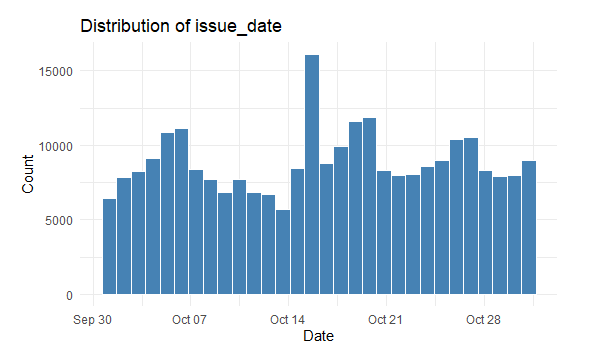 Distribution of issue_date
15000
10000
5000
0
Count
Sep 30 Oct 07 Oct 14 Oct 21 Oct 28
Date